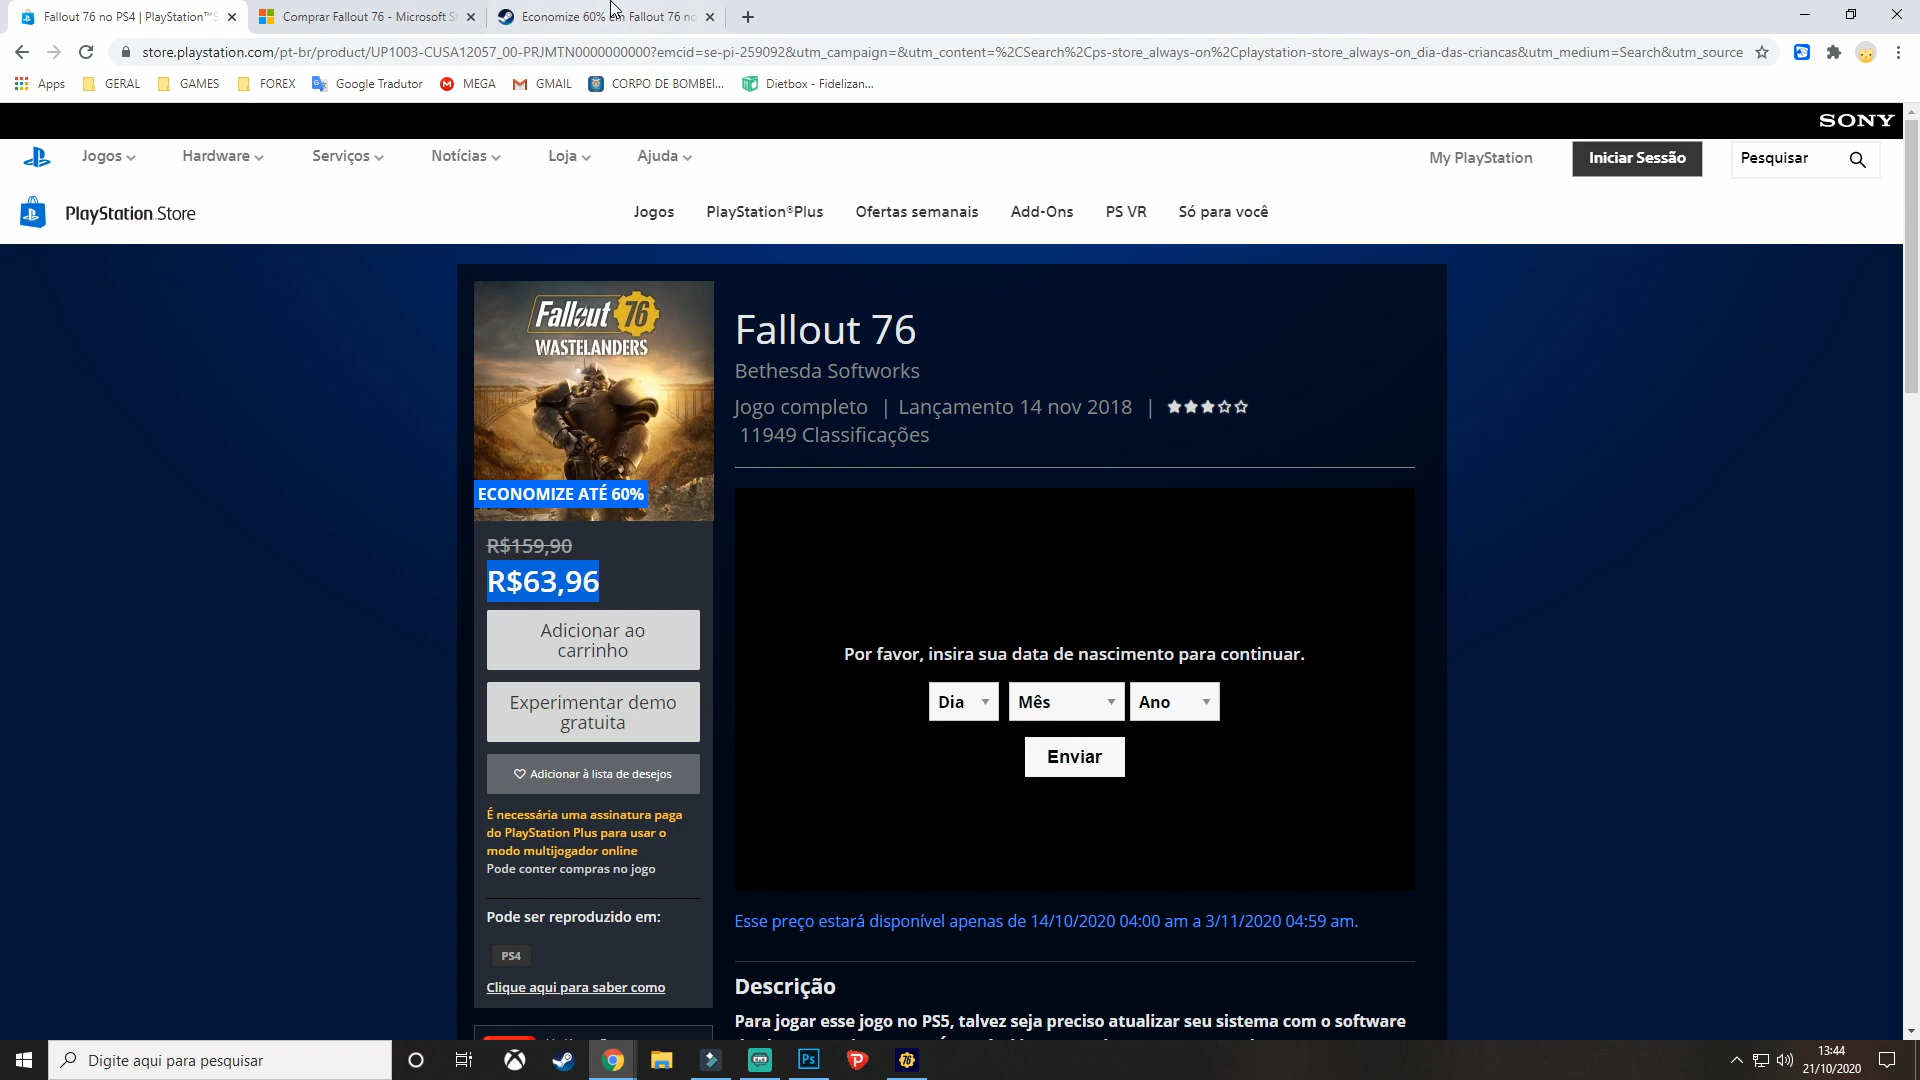 Fallout 76 no PS4 | PlayStation™S
Comprar Fallout 76 - Microsoft S
Economize 60% em Fallout 76 no
store.playstation.com/pt-br/product/UP1003-CUSA12057_00-PRJMTN0000000000?emcid=se-pi-259092&utm_campaign=&utm_content=%2CSearch%2Cps-store_always-on%2Cplaystation-store_always-on_dia-das-criancas&utm_medium=Search&utm_source
Apps
GERAL
GAMES
FOREX
Google Tradutor
MEGA
GMAIL
CORPO DE BOMBEI...
Dietbox - Fidelizan...
SONY
Jogos
Hardware
Serviços
Notícias
Loja
Ajuda
My PlayStation
Iniciar Sessão
Pesquisar
PlayStation Store
Jogos
PlayStation®Plus
Ofertas semanais
Add-Ons
PS VR
Só para você
Fallout 76
WASTELANDERS
ECONOMIZE ATÉ 60%
R$159,90
R$63,96
Adicionar ao
carrinho
Experimentar demo
gratuita
Adicionar à lista de desejos
É necessária uma assinatura paga
do PlayStation Plus para usar o
modo multijogador online
Pode conter compras no jogo
Pode ser reproduzido em:
PS4
Clique aqui para saber como
Fallout 76
Bethesda Softworks
Jogo completo | Lançamento 14 nov 2018 |
11949 Classificações
Por favor, insira sua data de nascimento para continuar.
Dia
Mês
Ano
Enviar
Esse preço estará disponível apenas de 14/10/2020 04:00 am a 3/11/2020 04:59 am.
Descrição
Para jogar esse jogo no PS5, talvez seja preciso atualizar seu sistema com o software
Digite aqui para pesquisar
Ps
76
13:44
21/10/2020